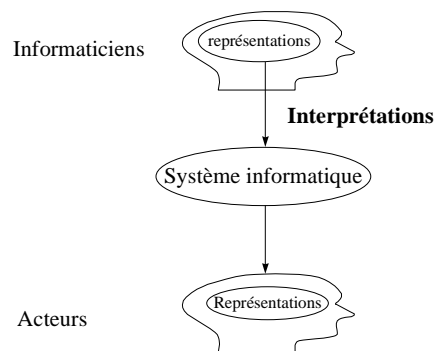 Informaticiens
représentations
Interprétations
Système informatique
Acteurs
Représentations